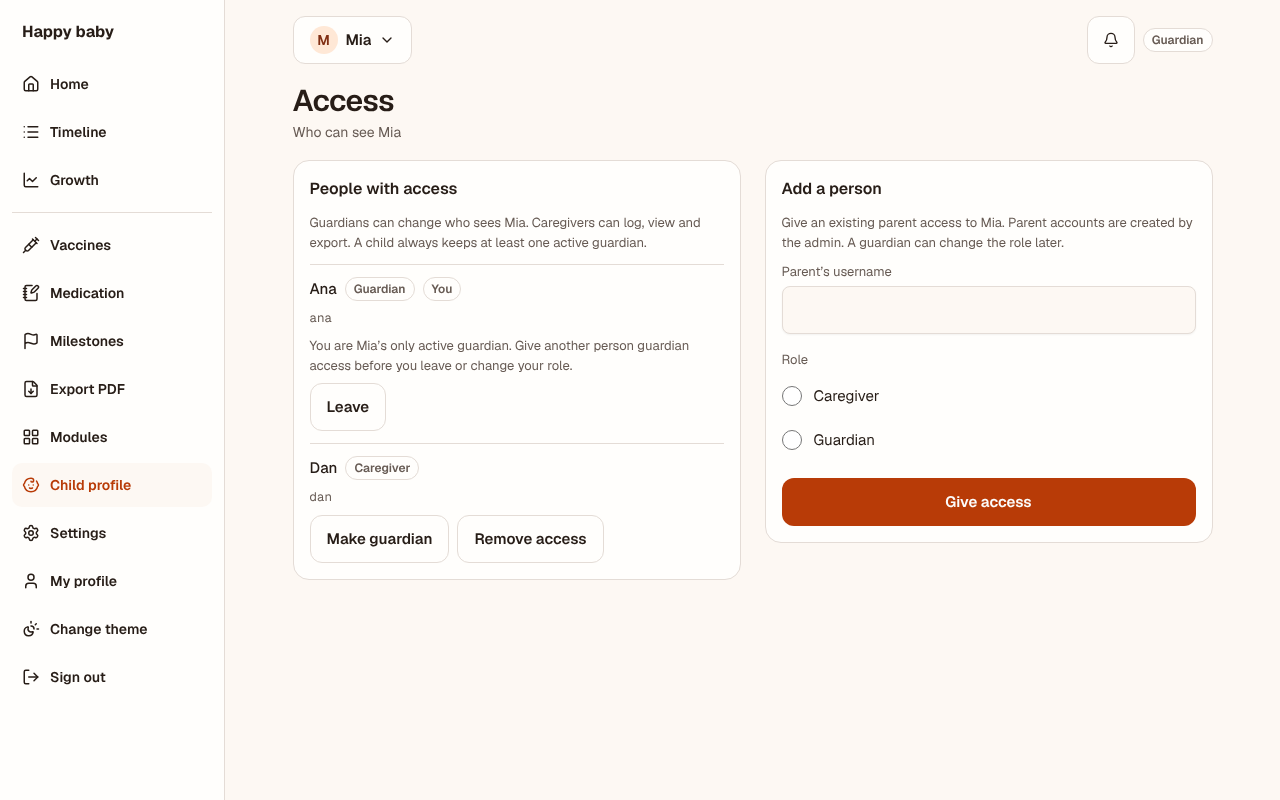 Happy baby
Home
Timeline
Growth
Vaccines
Medication
Milestones
Export PDF
Modules
Child profile
Settings
My profile
Change theme
Sign out
M Mia
Guardian
Access
Who can see Mia
People with access
Guardians can change who sees Mia. Caregivers can log, view and
export. A child always keeps at least one active guardian.
Ana Guardian You
ana
You are Mia’s only active guardian. Give another person guardian
access before you leave or change your role.
Leave
Dan Caregiver
dan
Make guardian Remove access
Add a person
Give an existing parent access to Mia. Parent accounts are created by
the admin. A guardian can change the role later.
Parent’s username
Role
Caregiver
Guardian
Give access